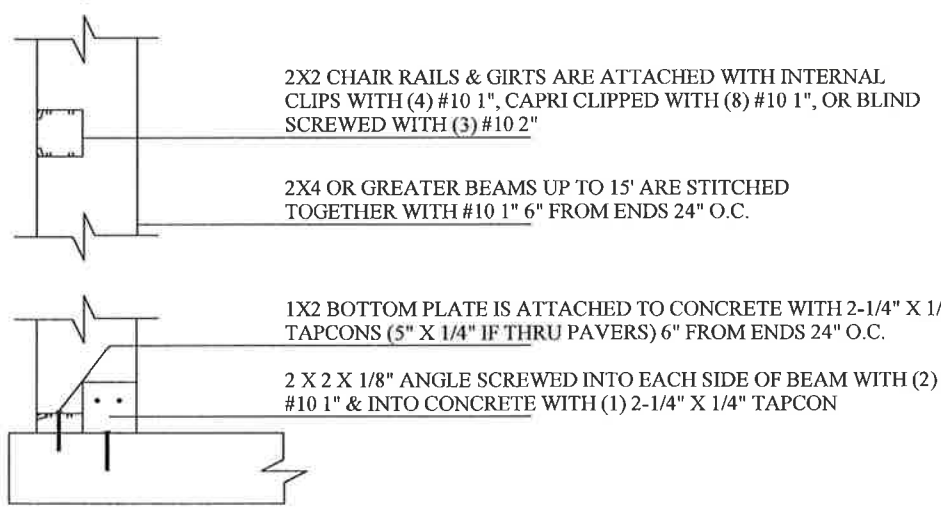 2X2 CHAIR RAILS & GIRTS ARE ATTACHED WITH INTERNAL
CLIPS WITH (4) #10 1", CAPRI CLIPPED WITH (8) #10 1", OR BLIND
SCREWED WITH (3) #10 2"
2X4 OR GREATER BEAMS UP TO 15' ARE STITCHED
TOGETHER WITH #10 1" 6" FROM ENDS 24" O.C.
1X2 BOTTOM PLATE IS ATTACHED TO CONCRETE WITH 2-1/4" X 1/
TAPCONS (5" X 1/4" IF THRU PAVERS) 6" FROM ENDS 24" O.C.
2 X 2 X 1/8" ANGLE SCREWED INTO EACH SIDE OF BEAM WITH (2)
#10 1" & INTO CONCRETE WITH (1) 2-1/4" X 1/4" TAPCON